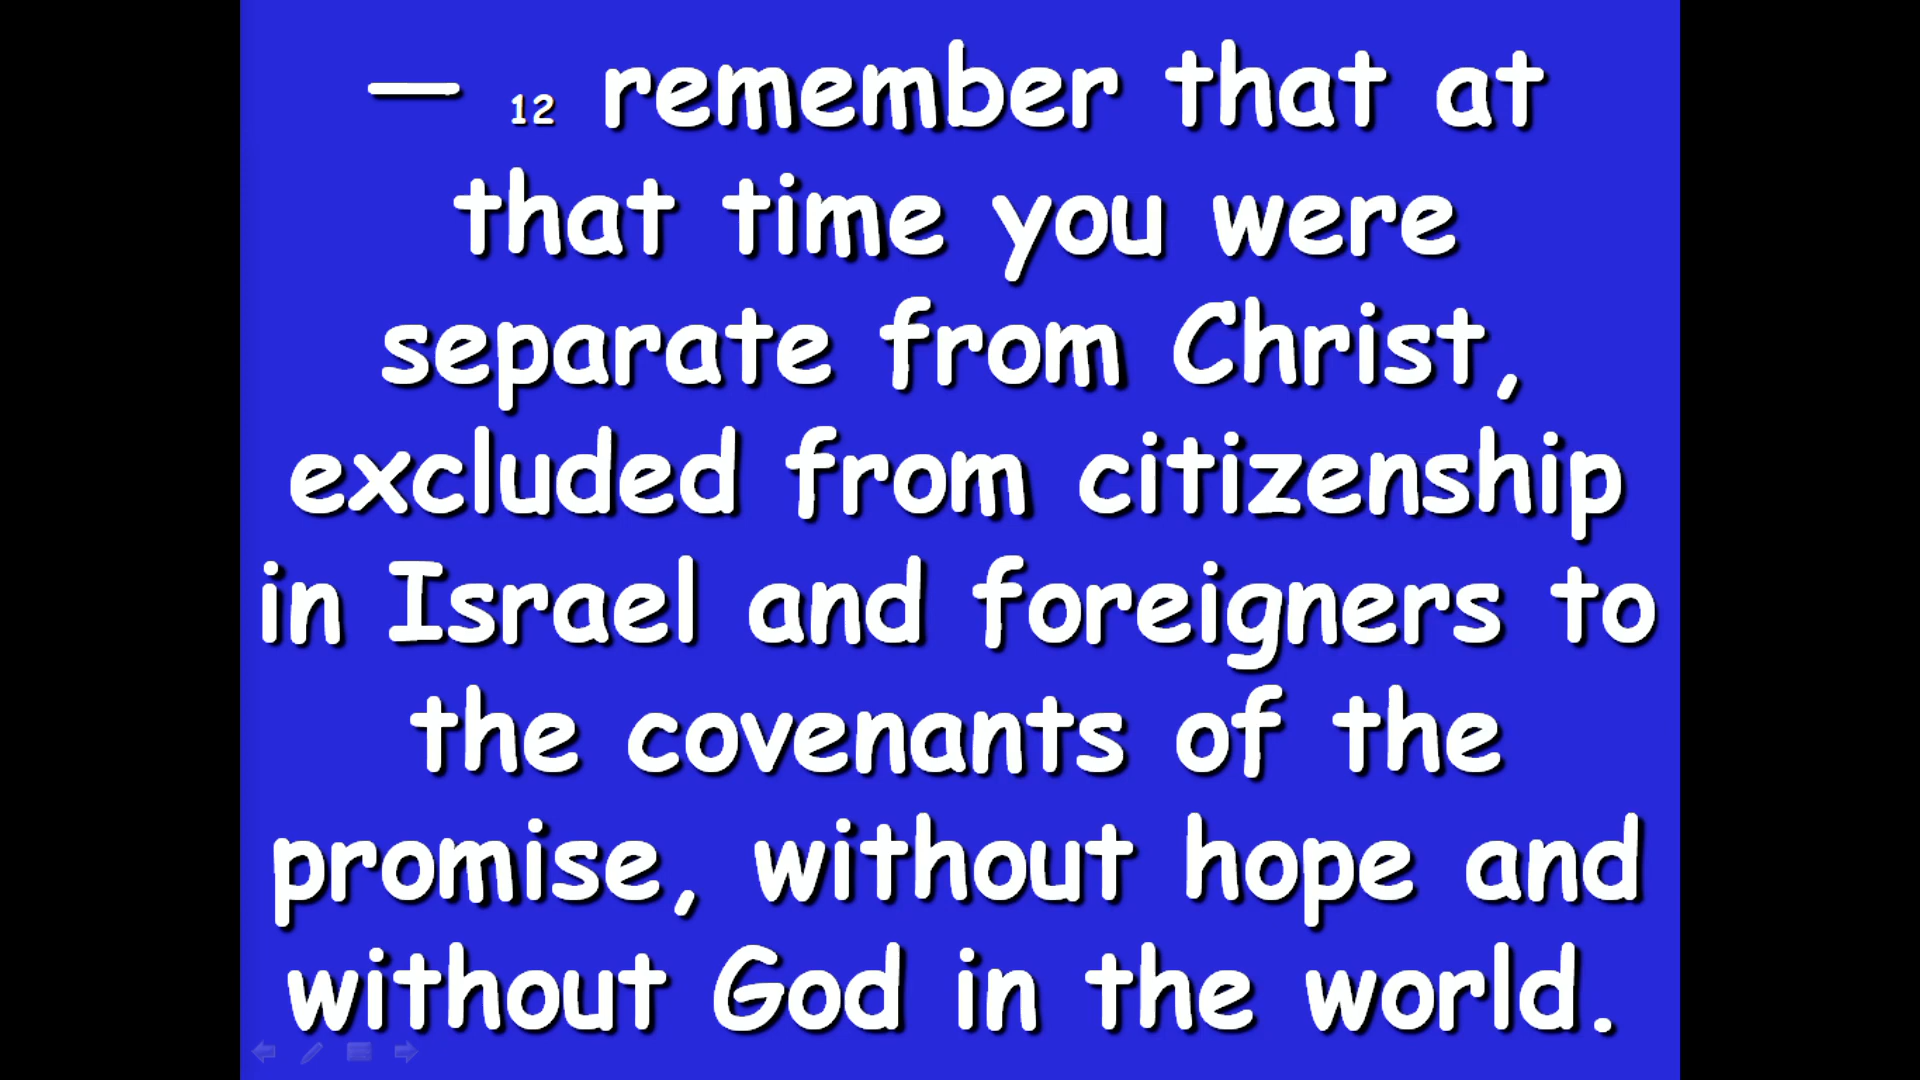 — 12 remember that at
that time you were
separate from Christ,
excluded from citizenship
in Israel and foreigners to
the covenants of the
promise, without hope and
without God in the world.